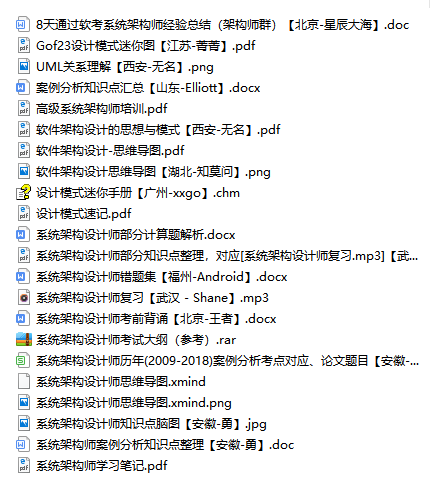 8天通过软考系统架构师经验总结（架构师群）【北京-星辰大海】.doc
Gof23设计模式迷你图【江苏-菁菁】.pdf
UML关系理解【西安-无名】.png
案例分析知识点汇总【山东-Elliott】.docx
高级系统架构师培训.pdf
软件架构设计的思想与模式【西安-无名】.pdf
软件架构设计-思维导图.pdf
软件架构设计思维导图【湖北-知莫问】.png
设计模式迷你手册【广州-xxgo】.chm
设计模式速记.pdf
系统架构设计师部分计算题解析.docx
系统架构设计师部分知识点整理，对应[系统架构设计师复习.mp3]【武...
系统架构设计师错题集【福州-Android】.docx
系统架构设计师复习【武汉 - Shane】.mp3
系统架构设计师考前背诵【北京-王者】.docx
系统架构设计师考试大纲（参考）.rar
系统架构设计师历年(2009-2018)案例分析考点对应、论文题目【安徽-...
系统架构设计师思维导图.xmind
系统架构设计师思维导图.xmind.png
系统架构设计师知识点脑图【安徽-勇】.jpg
系统架构师案例分析知识点整理【安徽-勇】.doc
系统架构师学习笔记.pdf